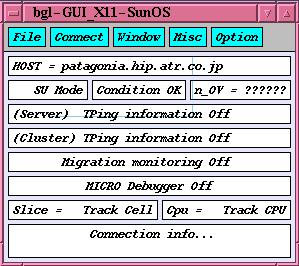 bgl-GUI_X11-SunOS
File Connect Window Misc Option
HOST = patagonia.hip.atr.co.jp
SU Mode Condition OK n_OV = ??????
(Server) TPing information Off
(Cluster) TPing information Off
Migration monitoring Off
MICRO Debugger Off
Slice = Track Cell Cpu = Track CPU
Connection info...